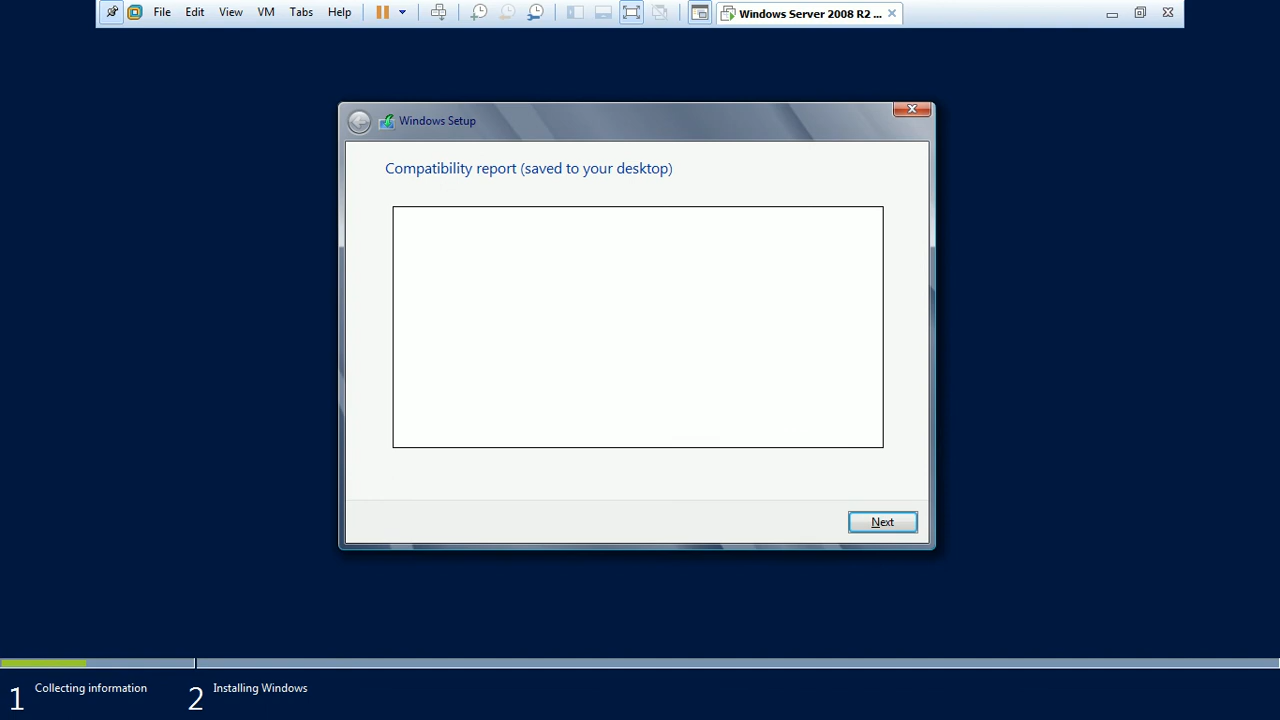 File Edit View VM Tabs Help Windows Server 2008 R2 ...
Windows Setup
Compatibility report (saved to your desktop)
Next
1 Collecting information 2 Installing Windows